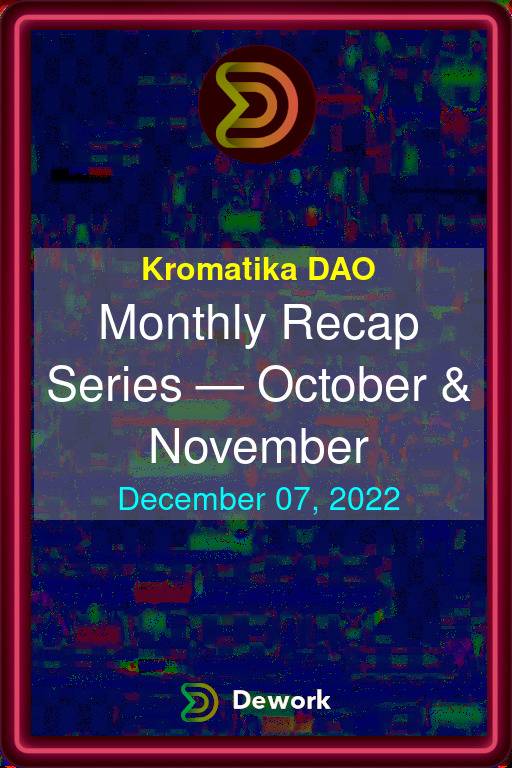 Kromatika DAO
Monthly Recap
Series — October &
November
December 07, 2022
Dework